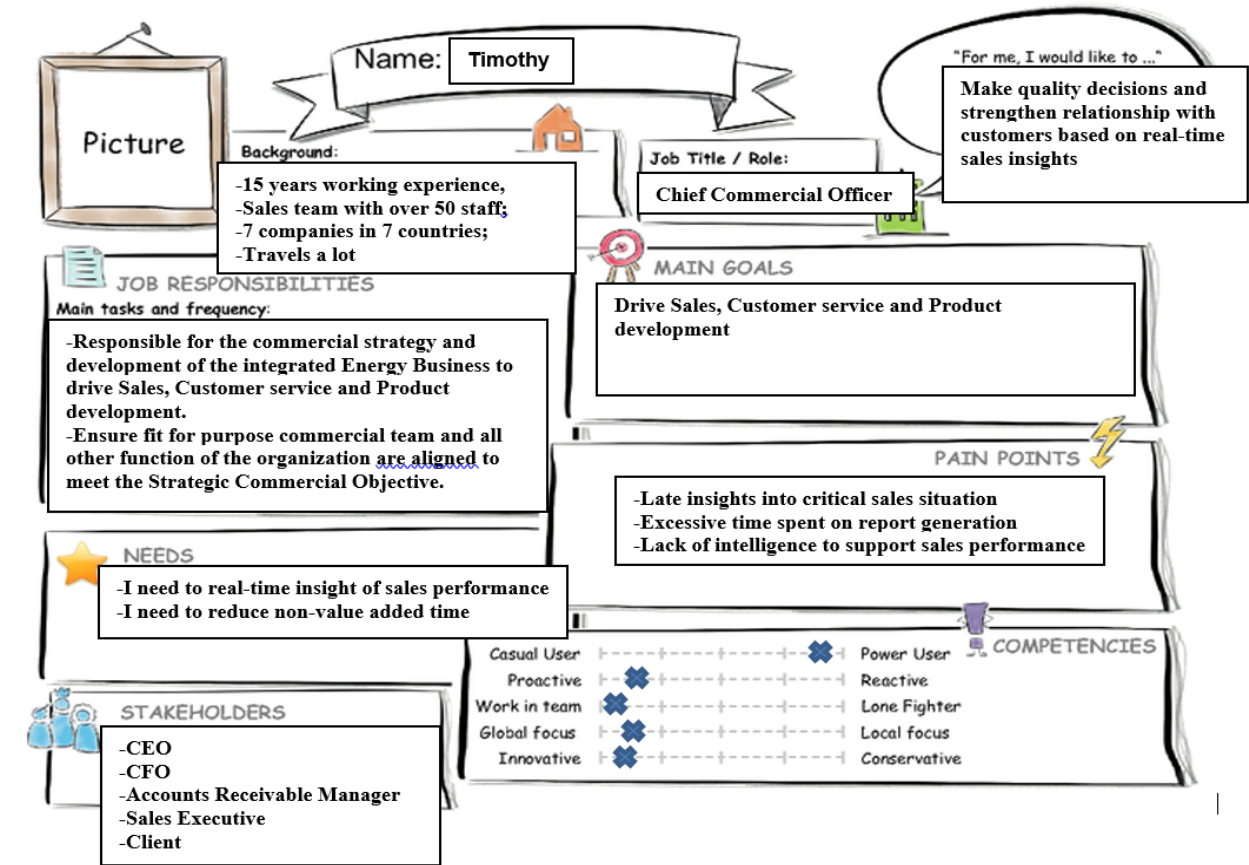 Name: Timothy
"For me, I would like to ..."
Make quality decisions and
strengthen relationship with
customers based on real-time
sales insights
Picture
Background:
-15 years working experience,
-Sales team with over 50 staff;
-7 companies in 7 countries;
-Travels a lot
Job Title / Role:
Chief Commercial Officer
JOB RESPONSIBILITIES
Main tasks and frequency:
-Responsible for the commercial strategy and
development of the integrated Energy Business to
drive Sales, Customer service and Product
development.
-Ensure fit for purpose commercial team and all
other function of the organization are aligned to
meet the Strategic Commercial Objective.
MAIN GOALS
Drive Sales, Customer service and Product
development
PAIN POINTS
-Late insights into critical sales situation
-Excessive time spent on report generation
-Lack of intelligence to support sales performance
NEEDS
-I need to real-time insight of sales performance
-I need to reduce non-value added time
STAKEHOLDERS
-CEO
-CFO
-Accounts Receivable Manager
-Sales Executive
-Client
COMPETENCIES
Casual User Power User
Proactive Reactive
Work in team Lone Fighter
Global focus Local focus
Innovative Conservative